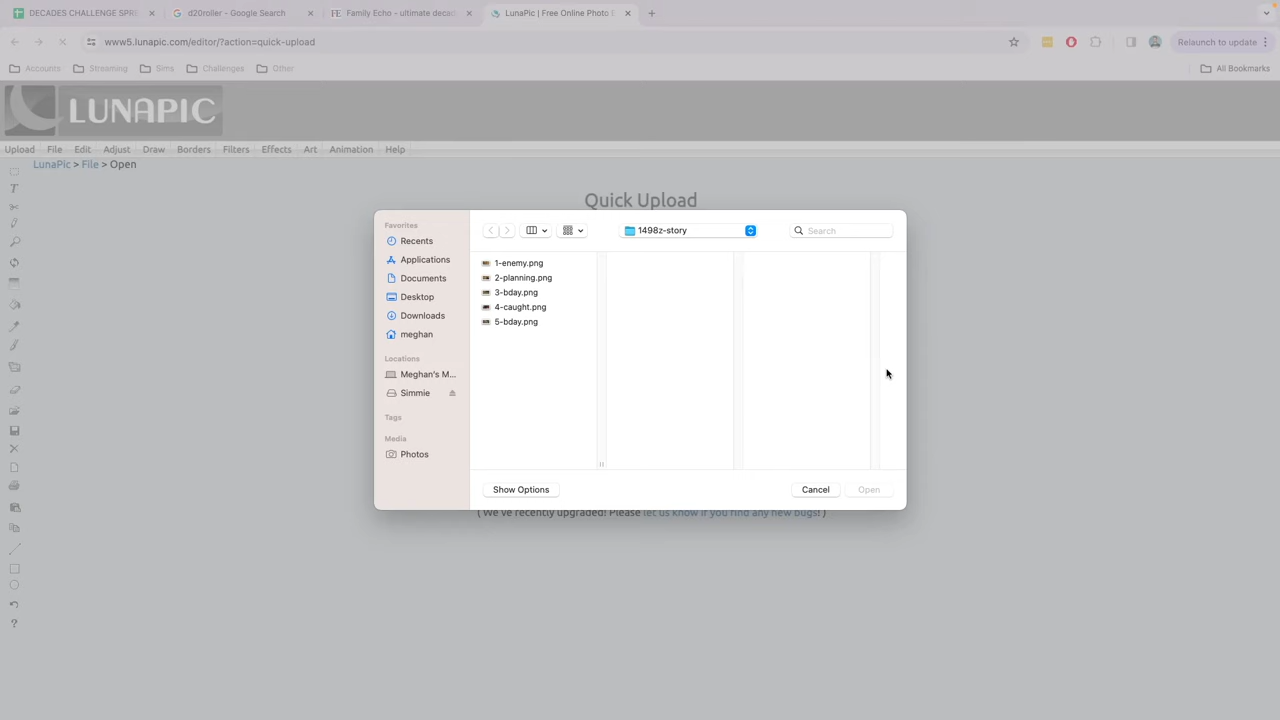 DECADES CHALLENGE SPRE
d20roller - Google Search
Family Echo - ultimate decad
LunaPic | Free Online Photo E
www5.lunapic.com/editor/?action=quick-upload
Relaunch to update
Accounts
Streaming
Sims
Challenges
Other
All Bookmarks
LUNAPIC
Upload
File
Edit
Adjust
Draw
Borders
Filters
Effects
Art
Animation
Help
LunaPic > File > Open
Quick Upload
Favorites
Recents
Applications
Documents
Desktop
Downloads
meghan
Locations
Meghan's M...
Simmie
Tags
Media
Photos
1498z-story
Search
1-enemy.png
2-planning.png
3-bday.png
4-caught.png
5-bday.png
Show Options
Cancel
Open
( We've recently upgraded! Please let us know if you find any new bugs! )